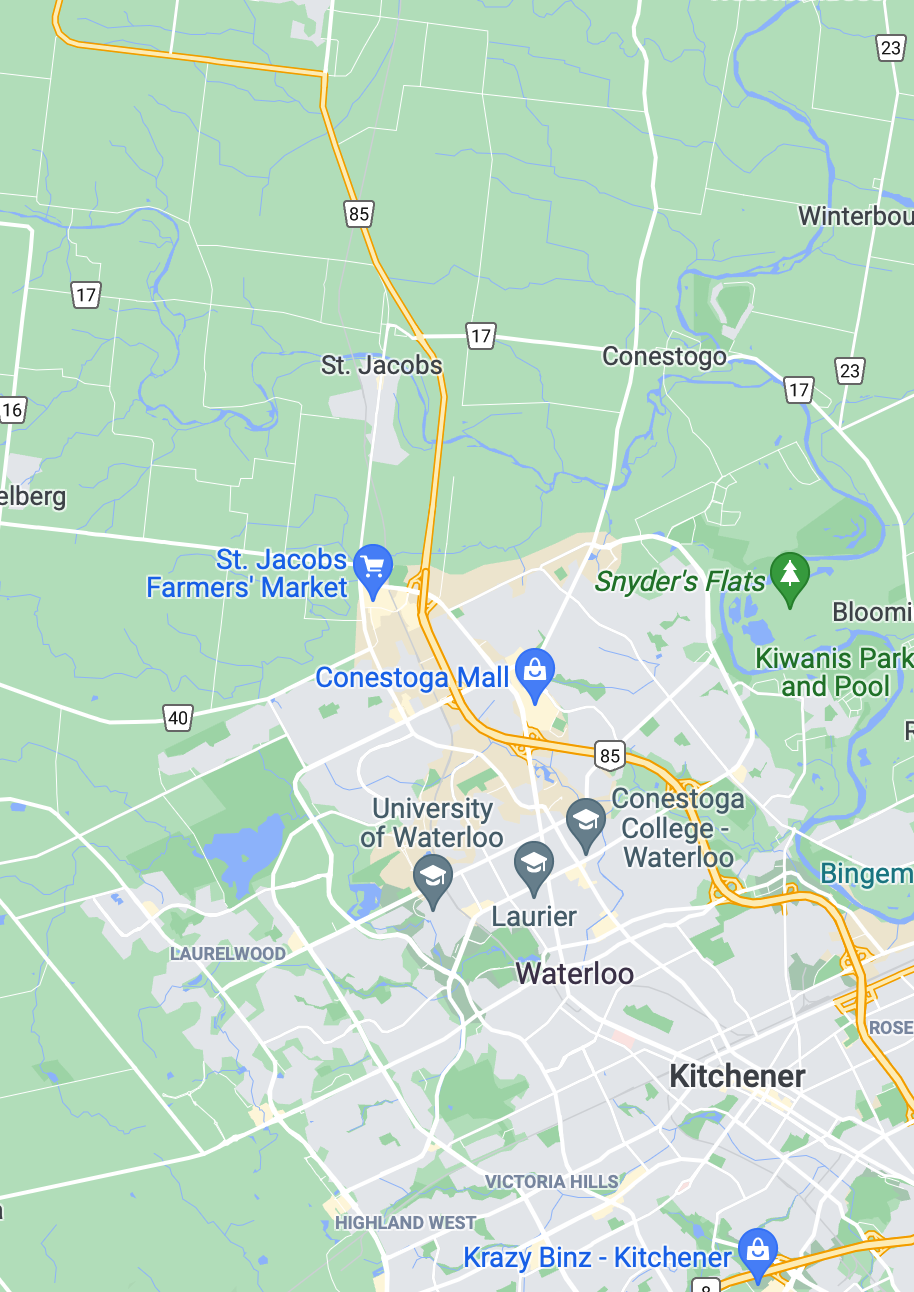 23
85
Winterbou
17
17
St. Jacobs
Conestogo
23
17
16
elberg
St. Jacobs
Farmers' Market
Snyder's Flats
Bloomi
Kiwanis Park
and Pool
Conestoga Mall
40
R
85
University
of Waterloo
Conestoga
College -
Waterloo
Bingem
Laurier
LAURELWOOD
Waterloo
ROSE
Kitchener
VICTORIA HILLS
a
HIGHLAND WEST
Krazy Binz - Kitchener
8